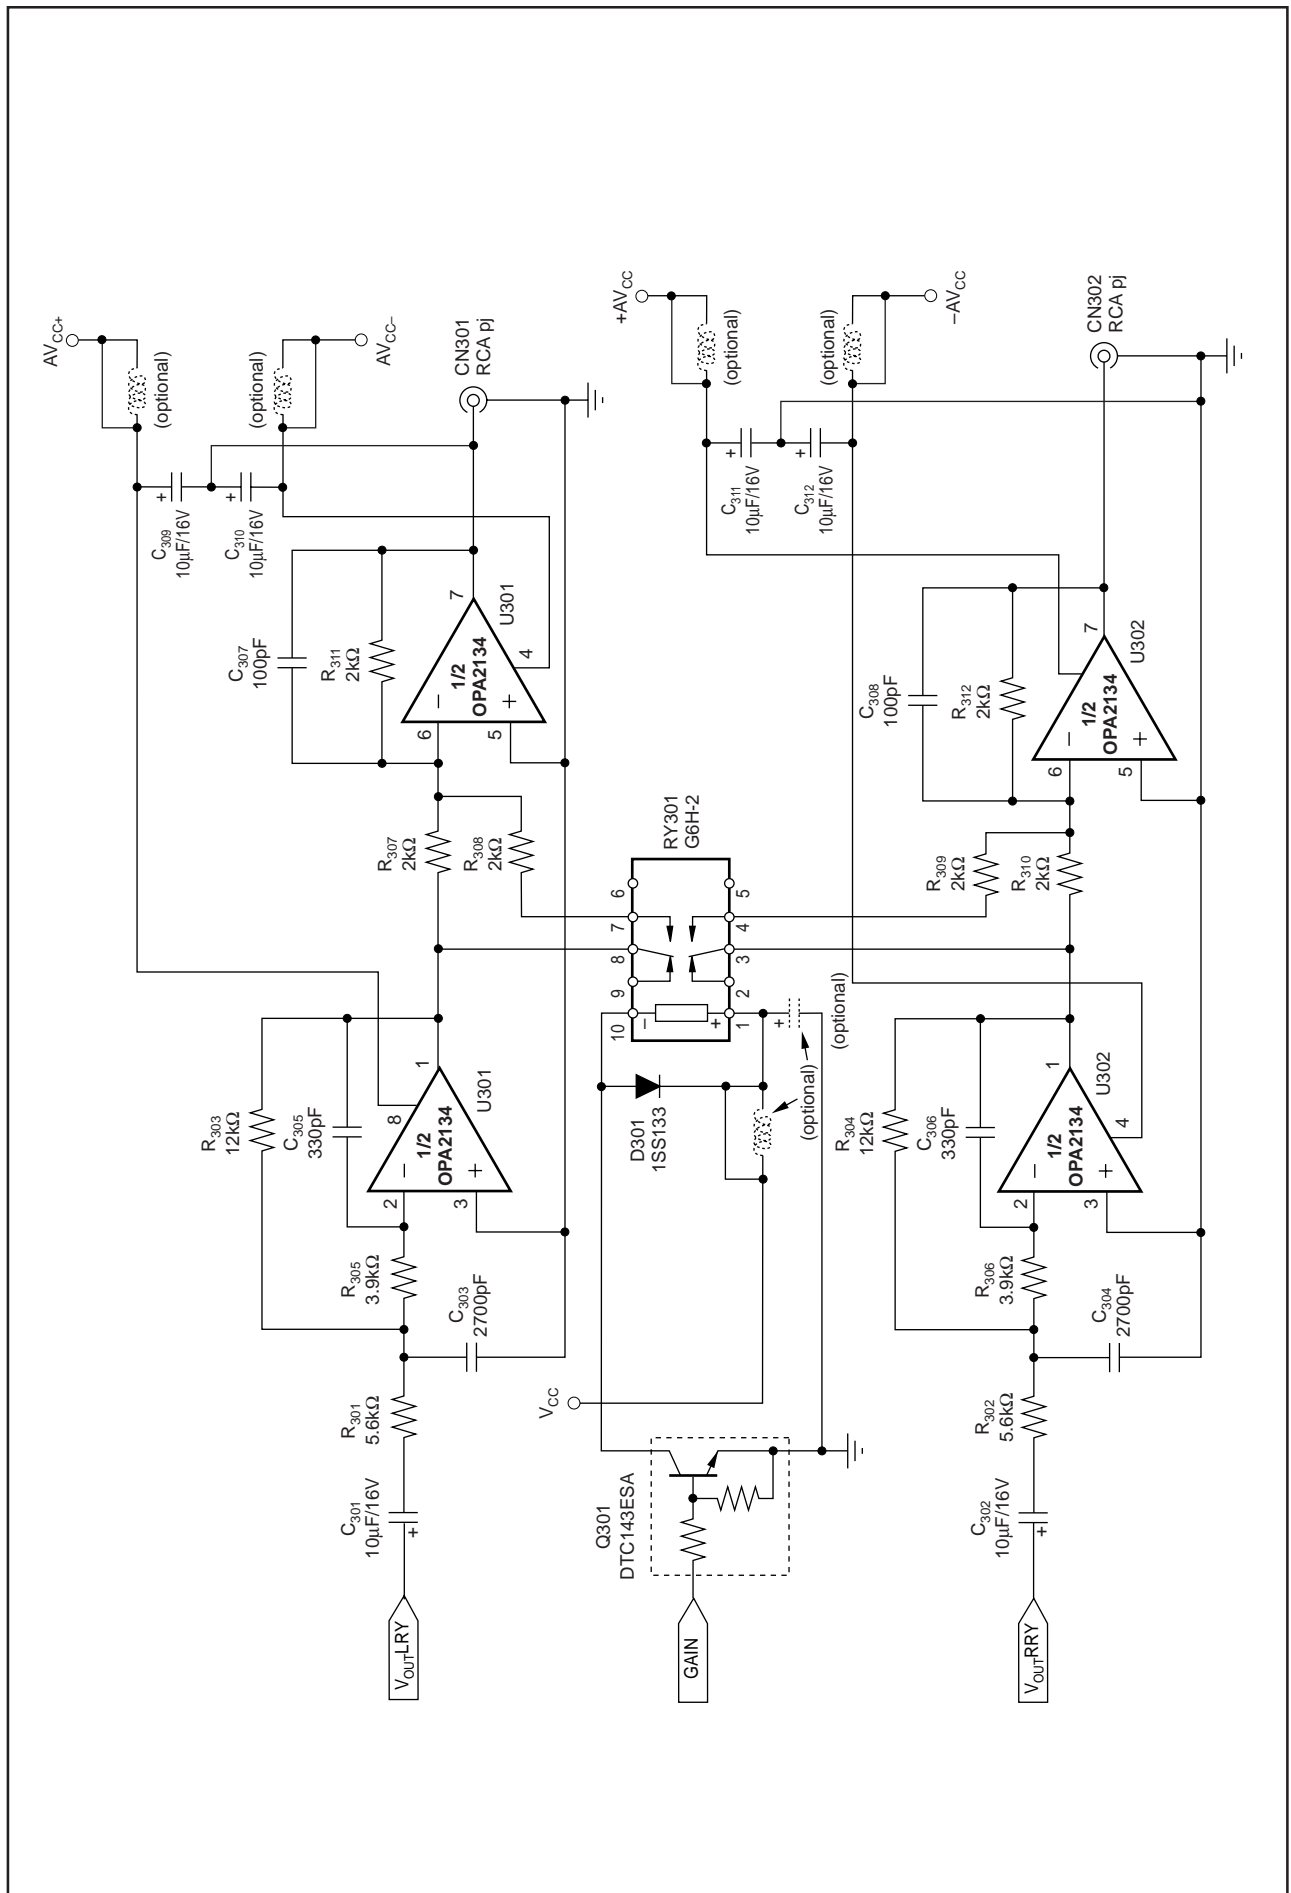 AVCC+
(optional)
(optional)
AVCC–
C309
10µF/16V
C310
10µF/16V
+
+
CN301
RCA pj
C307
100pF
R311
2kΩ
7
U301
1/2
OPA2134
–
+
4
6
5
R307
2kΩ
R308
2kΩ
R303
12kΩ
C305
330pF
1
U301
8
1/2
OPA2134
–
+
2
3
R305
3.9kΩ
C303
2700pF
R301
5.6kΩ
C301
10µF/16V
+
VOUTLRY
RY301
G6H-2
6
7
8
9
10
5
4
3
2
1
–
+
D301
1SS133
+
(optional)
(optional)
VCC
Q301
DTC143ESA
GAIN
+AVCC
(optional)
(optional)
–AVCC
C311
10µF/16V
C312
10µF/16V
+
+
CN302
RCA pj
C308
100pF
R312
2kΩ
7
U302
1/2
OPA2134
–
+
6
5
R309
2kΩ
R310
2kΩ
R304
12kΩ
C306
330pF
1
U302
4
1/2
OPA2134
–
+
2
3
R306
3.9kΩ
C304
2700pF
R302
5.6kΩ
C302
10µF/16V
+
VOUTRRY